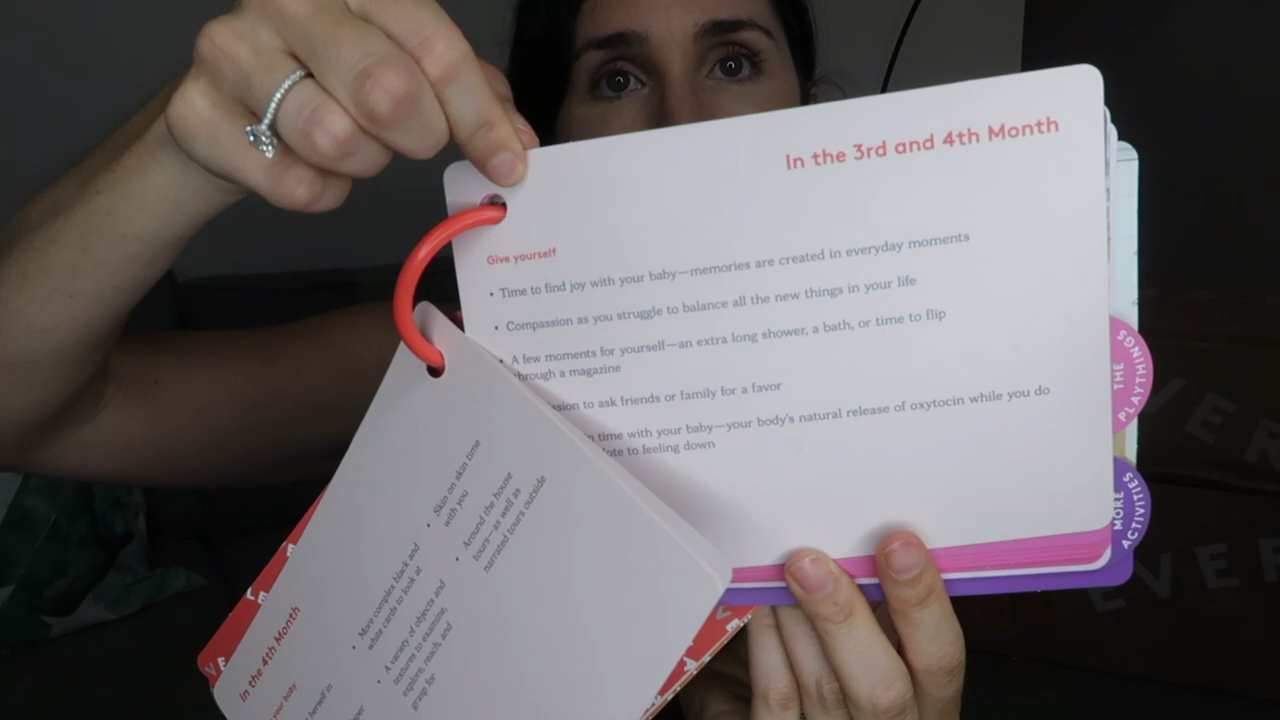 In the 3rd and 4th Month
Give yourself
• Time to find joy with your baby—memories are created in everyday moments
• Compassion as you struggle to balance all the new things in your life
• A few moments for yourself—an extra long shower, a bath, or time to flip
through a magazine
to ask friends or family for a favor
time with your baby—your body's natural release of oxytocin while you do
to feeling down
THE
PLAYTHINGS
MORE
ACTIVITIES
In the 4th Month
your baby
herself in
• More complex black and
white cards to look at
• A variety of objects and
textures to examine,
explore, reach, and
grasp for
• Skin on skin time
with you
• Around the house
tours—as well as
narrated tours outside